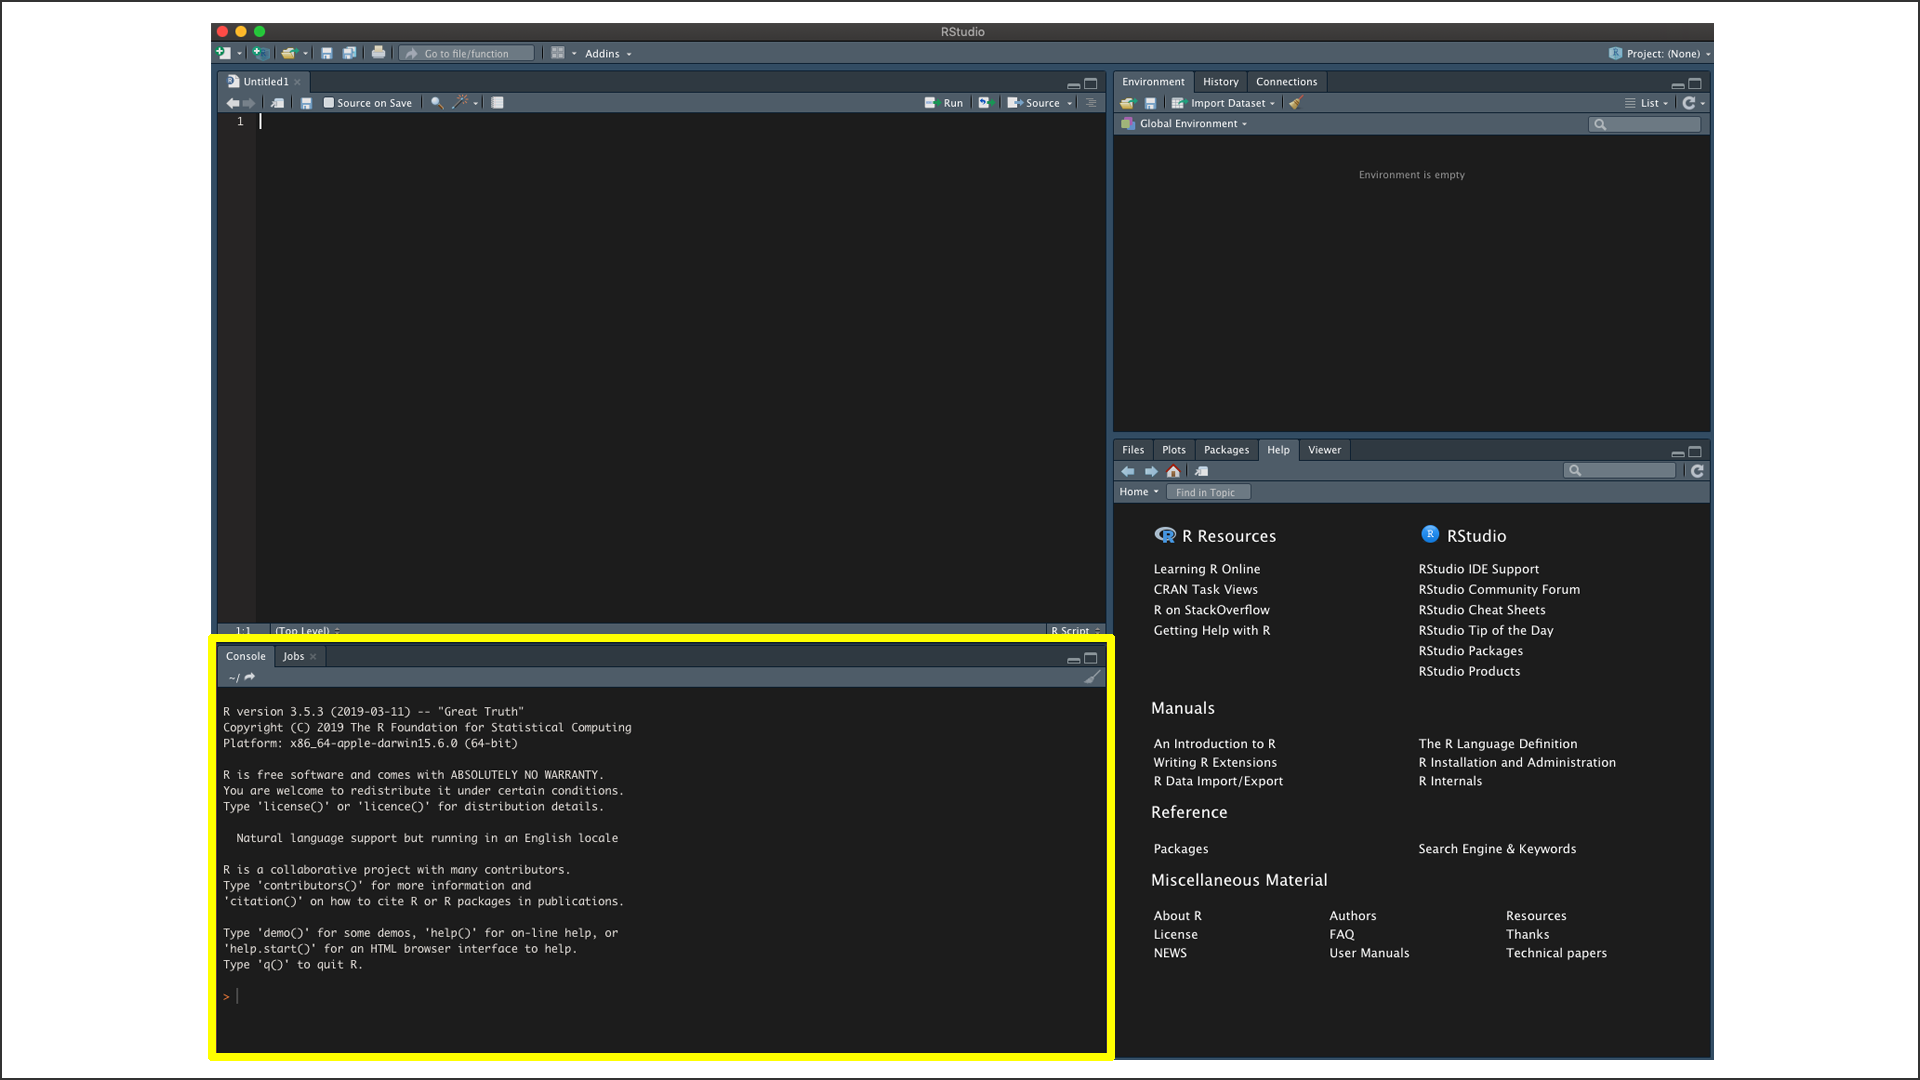 RStudio
Go to file/function
Addins
Project: (None)
Untitled1
Source on Save
Run
Source
1
1:1
(Top Level)
R Script
Console
Jobs
~/
R version 3.5.3 (2019-03-11) -- "Great Truth"
Copyright (C) 2019 The R Foundation for Statistical Computing
Platform: x86_64-apple-darwin15.6.0 (64-bit)
R is free software and comes with ABSOLUTELY NO WARRANTY.
You are welcome to redistribute it under certain conditions.
Type 'license()' or 'licence()' for distribution details.
Natural language support but running in an English locale
R is a collaborative project with many contributors.
Type 'contributors()' for more information and
'citation()' on how to cite R or R packages in publications.
Type 'demo()' for some demos, 'help()' for on-line help, or
'help.start()' for an HTML browser interface to help.
Type 'q()' to quit R.
>
Environment
History
Connections
Import Dataset
List
Global Environment
Environment is empty
Files
Plots
Packages
Help
Viewer
Home
Find in Topic
R Resources
Learning R Online
CRAN Task Views
R on StackOverflow
Getting Help with R
RStudio
RStudio IDE Support
RStudio Community Forum
RStudio Cheat Sheets
RStudio Tip of the Day
RStudio Packages
RStudio Products
Manuals
An Introduction to R
The R Language Definition
Writing R Extensions
R Installation and Administration
R Data Import/Export
R Internals
Reference
Packages
Search Engine & Keywords
Miscellaneous Material
About R
Authors
Resources
License
FAQ
Thanks
NEWS
User Manuals
Technical papers